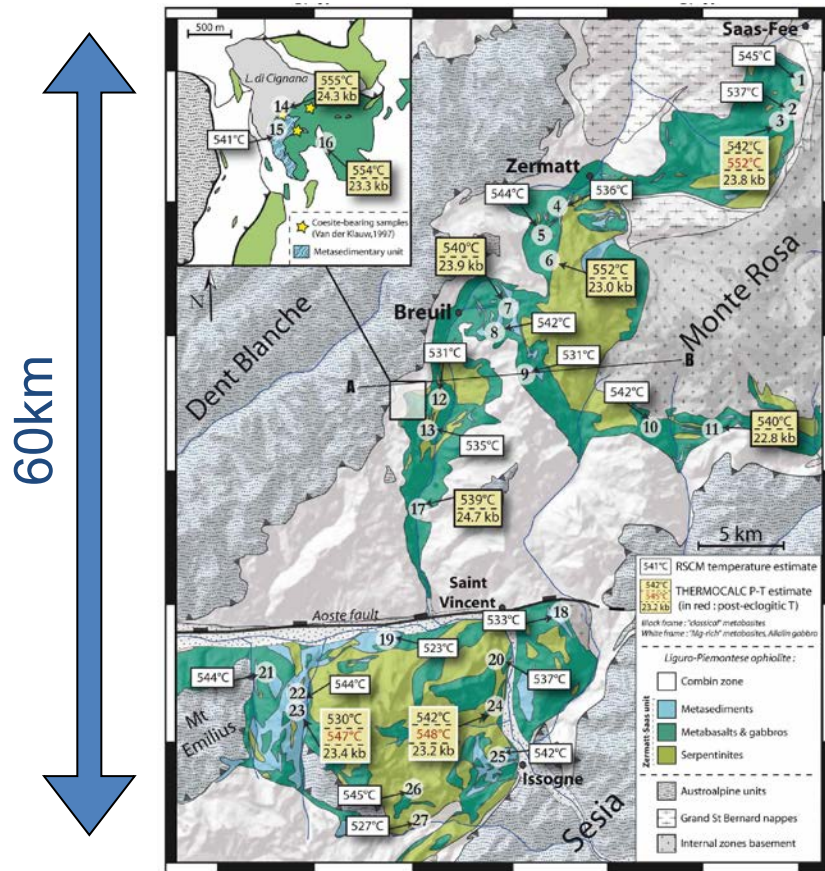 60km
Saas-Fee
500 m
L. di Cignana
14
15
16
555°C
24.3 kb
541°C
554°C
23.3 kb
Coesite-bearing samples
(Van der Klauw,1997)
Metasedimentary unit
N
545°C
1
537°C
2
3
542°C
552°C
23.8 kb
Zermatt
544°C
4
536°C
5
6
540°C
23.9 kb
552°C
23.0 kb
Breuil
7
8
542°C
Monte Rosa
Dent Blanche
531°C
9
531°C
A
B
12
542°C
10
11
540°C
22.8 kb
13
535°C
17
539°C
24.7 kb
5 km
541°C
RSCM temperature estimate
542°C
545°C
23.2 kb
THERMOCALC P-T estimate
(in red : post-eclogitic T)
Black frame : "classical" metabasites
White frame : "Mg-rich" metabasites, Allalin gabbro
Liguro-Piemontese ophiolite :
Combin zone
Zermatt-Saas unit
Metasediments
Metabasalts & gabbros
Serpentinites
Austroalpine units
Grand St Bernard nappes
Internal zones basement
Saint
Vincent
Aoste fault
533°C
18
19
523°C
20
537°C
544°C
21
22
544°C
23
24
Mt
Emilius
530°C
547°C
23.4 kb
542°C
548°C
23.2 kb
25
542°C
Issogne
545°C
26
527°C
27
Sesia